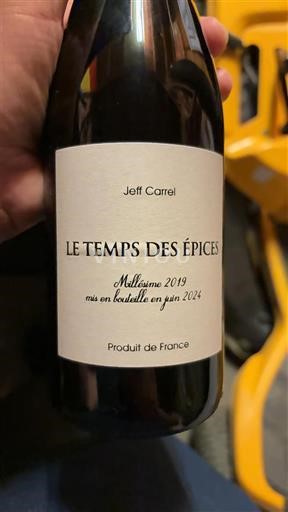 Jeff Carrel
LE TEMPS DES ÉPICES
Millésime 2019
mis en bouteille en juin 2024
Produit de France